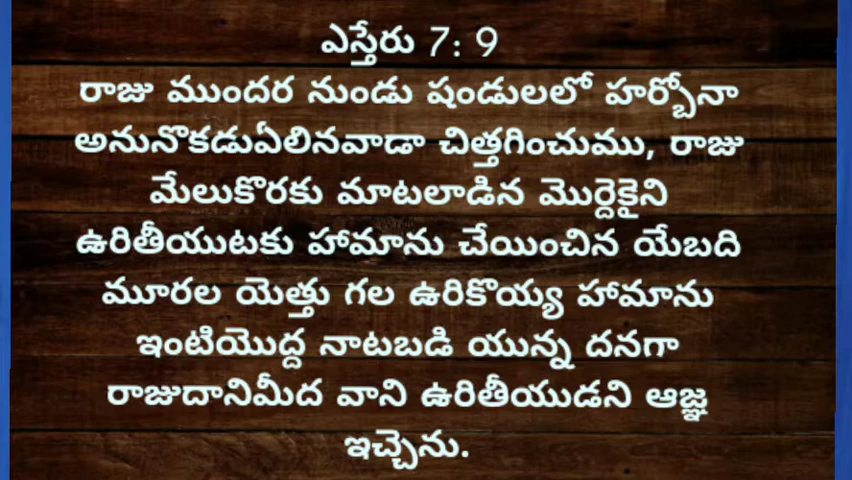 ఎస్తేరు 7: 9
రాజు ముందర నుండు షండులలో హర్బోనా
అనునొకడుఏలినవాడా చిత్తగించుము, రాజు
మేలుకొరకు మాటలాడిన మొర్దెకైని
ఉరితీయుటకు హామాను చేయించిన యేబది
మూరల యెత్తు గల ఉరికొయ్య హామాను
ఇంటియొద్ద నాటబడి యున్న దనగా
రాజుదానిమీద వాని ఉరితీయుడని ఆజ్ఞ
ఇచ్చెను.